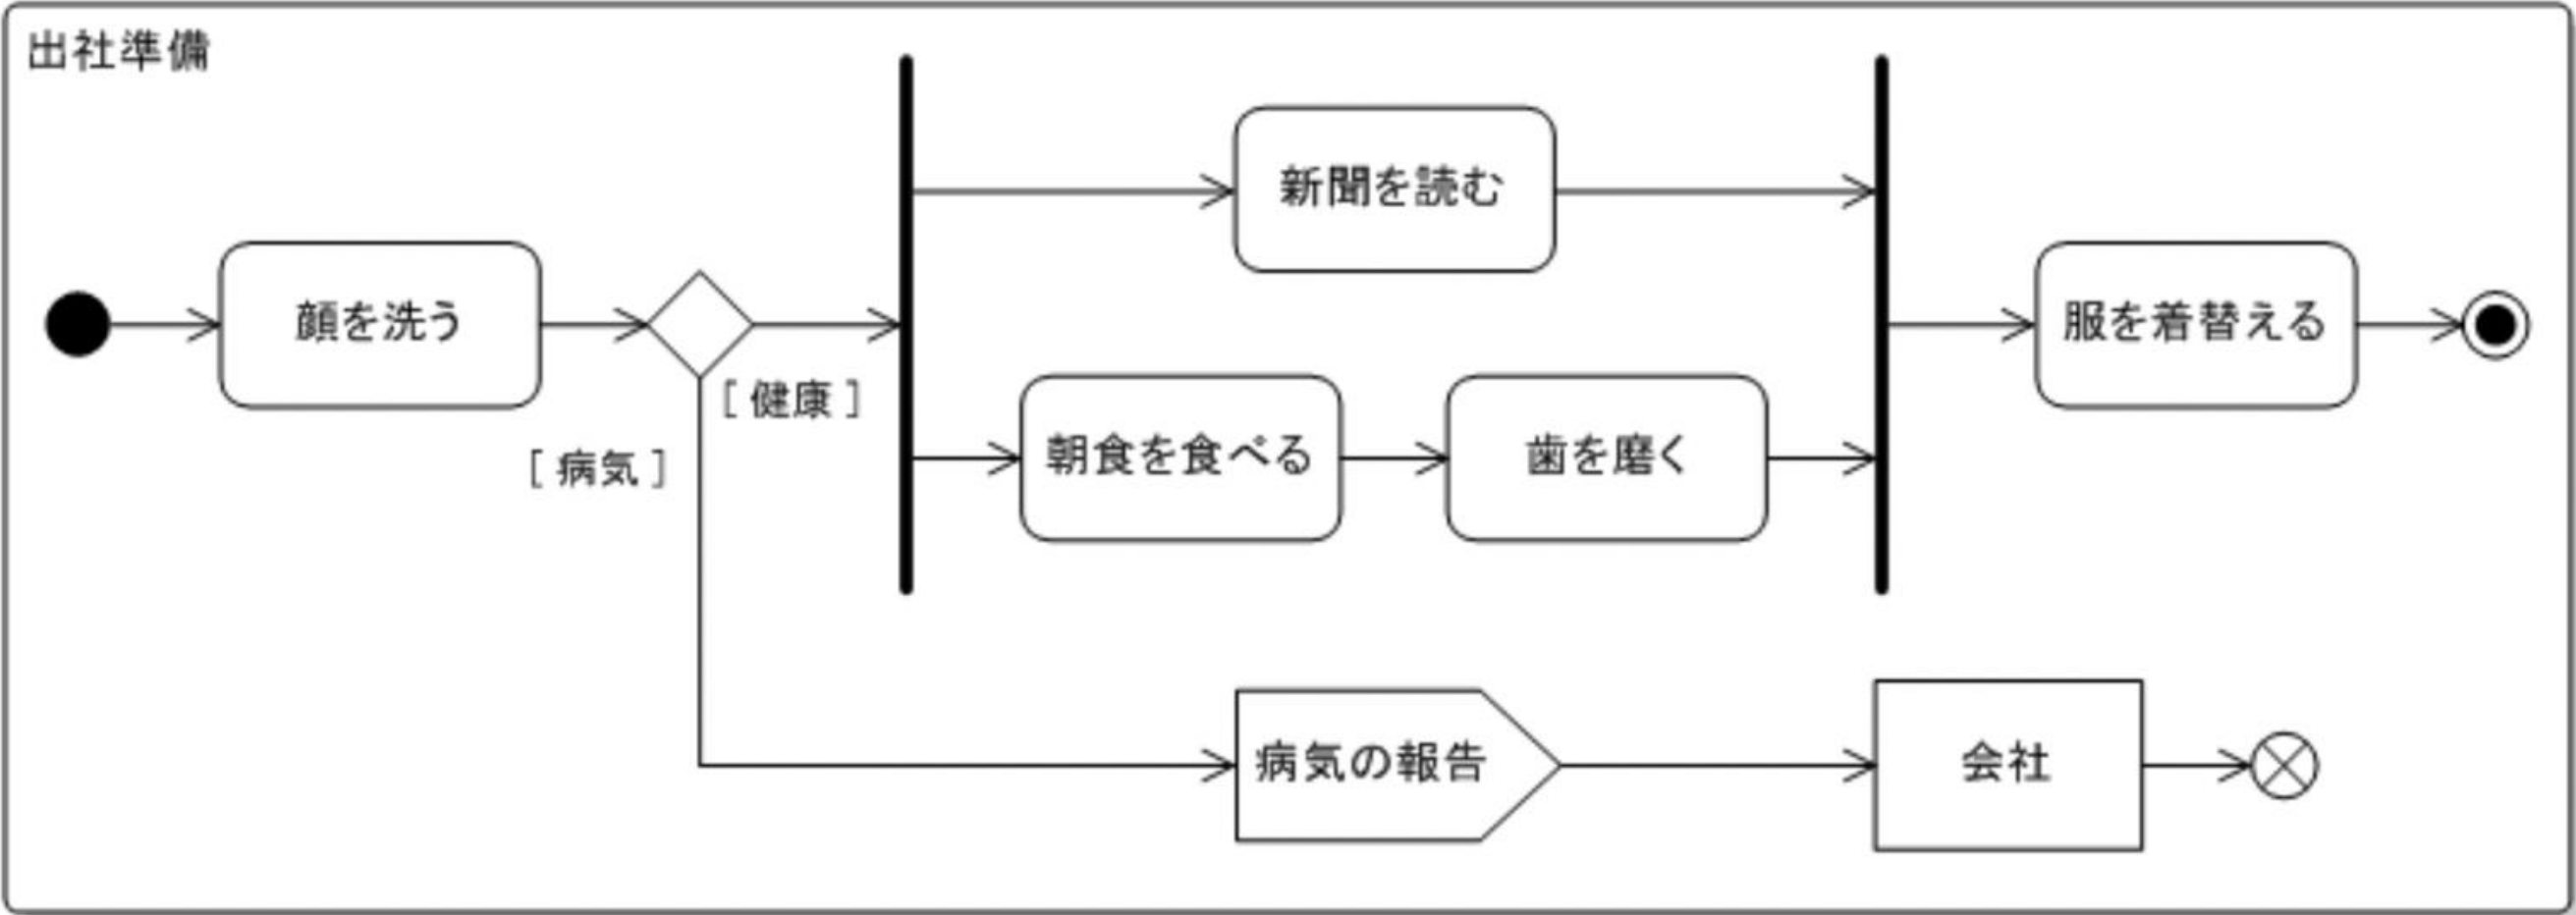 出社準備
顔を洗う
[ 健康 ]
[ 病気 ]
新聞を読む
朝食を食べる
歯を磨く
服を着替える
病気の報告
会社